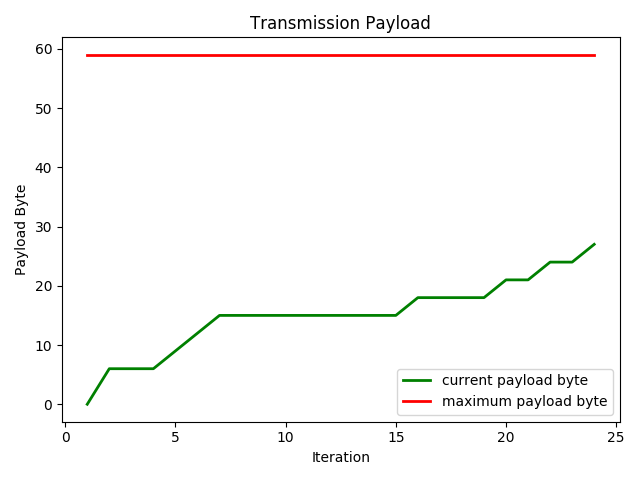 Transmission Payload
60
50
40
30
20
10
0
Payload Byte
0 5 10 15 20 25
Iteration
current payload byte
maximum payload byte